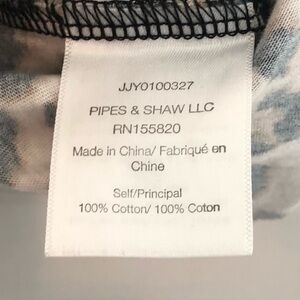 JJY0100327
PIPES & SHAW LLC
RN155820
Made in China/ Fabriqué en
Chine
Self/Principal
100% Cotton/ 100% Coton